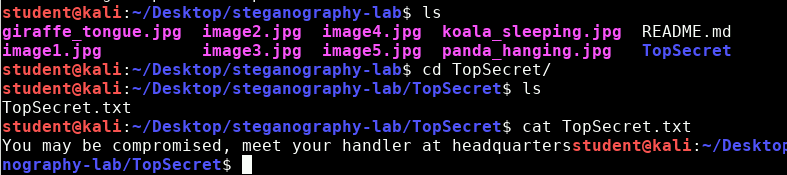 student@kali:~/Desktop/steganography-lab$ ls
giraffe_tongue.jpg  image2.jpg  image4.jpg  koala_sleeping.jpg  README.md
image1.jpg          image3.jpg  image5.jpg  panda_hanging.jpg   TopSecret
student@kali:~/Desktop/steganography-lab$ cd TopSecret/
student@kali:~/Desktop/steganography-lab/TopSecret$ ls
TopSecret.txt
student@kali:~/Desktop/steganography-lab/TopSecret$ cat TopSecret.txt
You may be compromised, meet your handler at headquartersstudent@kali:~/Desktop
nography-lab/TopSecret$